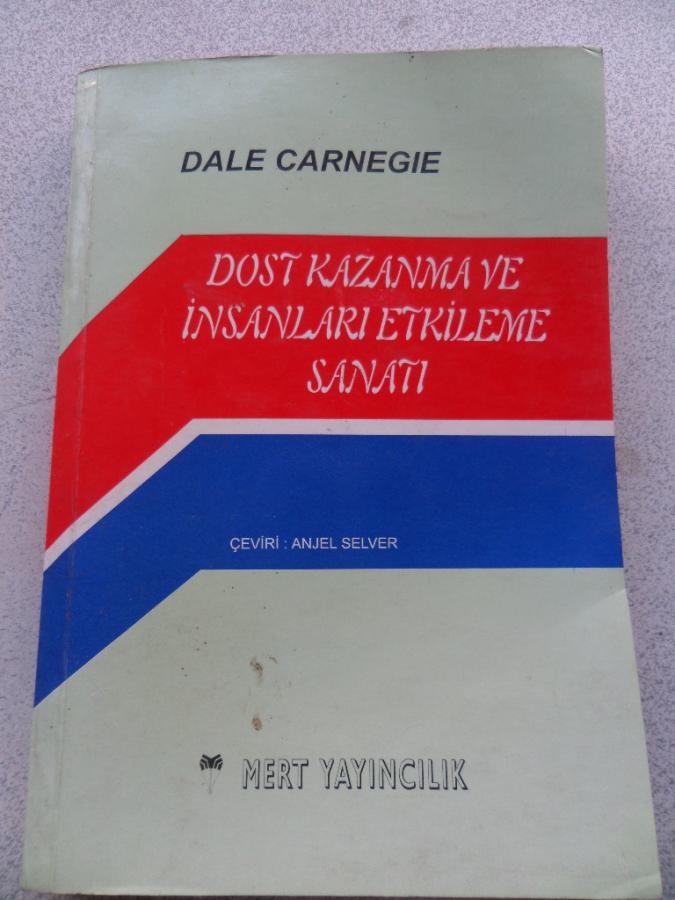 DALE CARNEGIE
DOST KAZANMA VE
İNSANLARI ETKİLEME
SANATI
ÇEVİRİ : ANJEL SELVER
MERT YAYINCILIK